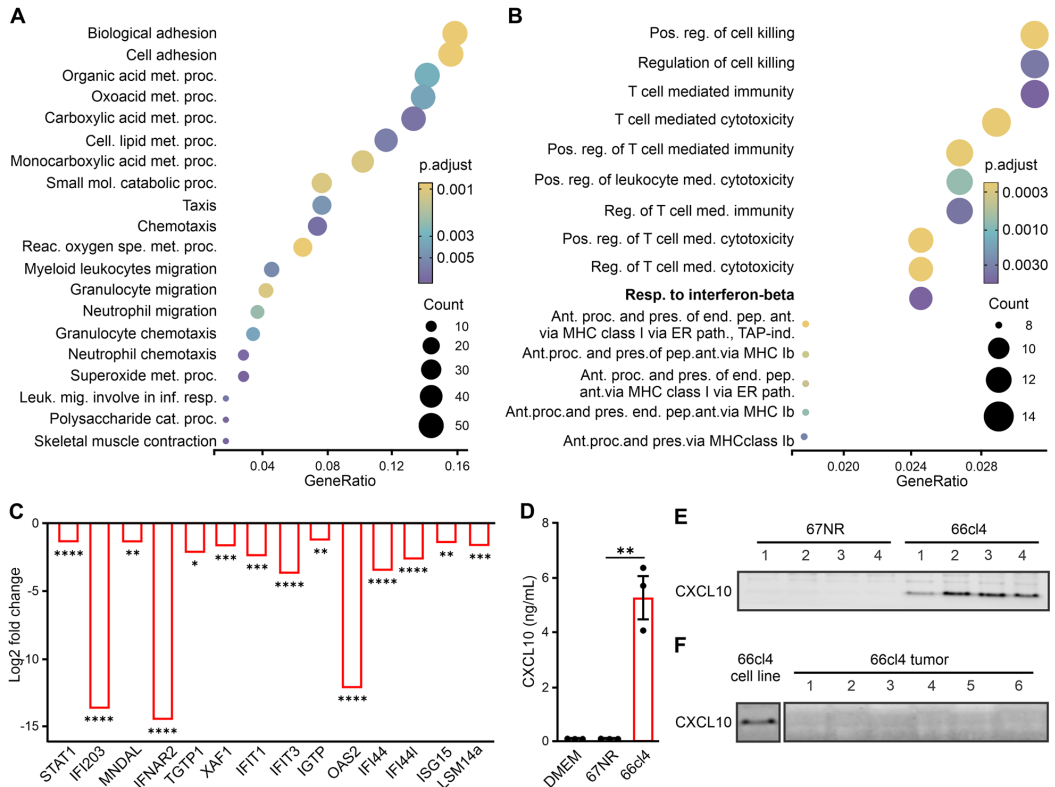 A
Biological adhesion
Cell adhesion
Organic acid met. proc.
Oxoacid met. proc.
Carboxylic acid met. proc.
Cell. lipid met. proc.
Monocarboxylic acid met. proc.
Small mol. catabolic proc.
Taxis
Chemotaxis
Reac. oxygen spe. met. proc.
Myeloid leukocytes migration
Granulocyte migration
Neutrophil migration
Granulocyte chemotaxis
Neutrophil chemotaxis
Superoxide met. proc.
Leuk. mig. involve in inf. resp.
Polysaccharide cat. proc.
Skeletal muscle contraction
0.04 0.08 0.12 0.16
GeneRatio
p.adjust
0.001
0.003
0.005
Count
10
20
30
40
50
B
Pos. reg. of cell killing
Regulation of cell killing
T cell mediated immunity
T cell mediated cytotoxicity
Pos. reg. of T cell mediated immunity
Pos. reg. of leukocyte med. cytotoxicity
Reg. of T cell med. immunity
Pos. reg. of T cell med. cytotoxicity
Reg. of T cell med. cytotoxicity
Resp. to interferon-beta
Ant. proc. and pres. of end. pep. ant.
via MHC class I via ER path., TAP-ind.
Ant.proc. and pres.of pep.ant.via MHC Ib
Ant. proc. and pres. of end. pep.
ant.via MHC class I via ER path.
Ant.proc.and pres. end. pep.ant.via MHC Ib
Ant.proc.and pres.via MHCclass Ib
0.020 0.024 0.028
GeneRatio
p.adjust
0.0003
0.0010
0.0030
Count
8
10
12
14
C
Log2 fold change
0
-5
-10
-15
**** **** ** **** * *** *** **** ** **** **** **** ** ***
STAT1 IFI203 MNDAL IFNAR2 TGTP1 XAF1 IFIT1 IFIT3 IGTP OAS2 IFI44 IFI44l ISG15 LSM14a
D
CXCL10 (ng/mL)
8
6
4
2
0
**
DMEM 67NR 66cl4
E
67NR 66cl4
1 2 3 4 1 2 3 4
CXCL10
F
66cl4
cell line
66cl4 tumor
1 2 3 4 5 6
CXCL10